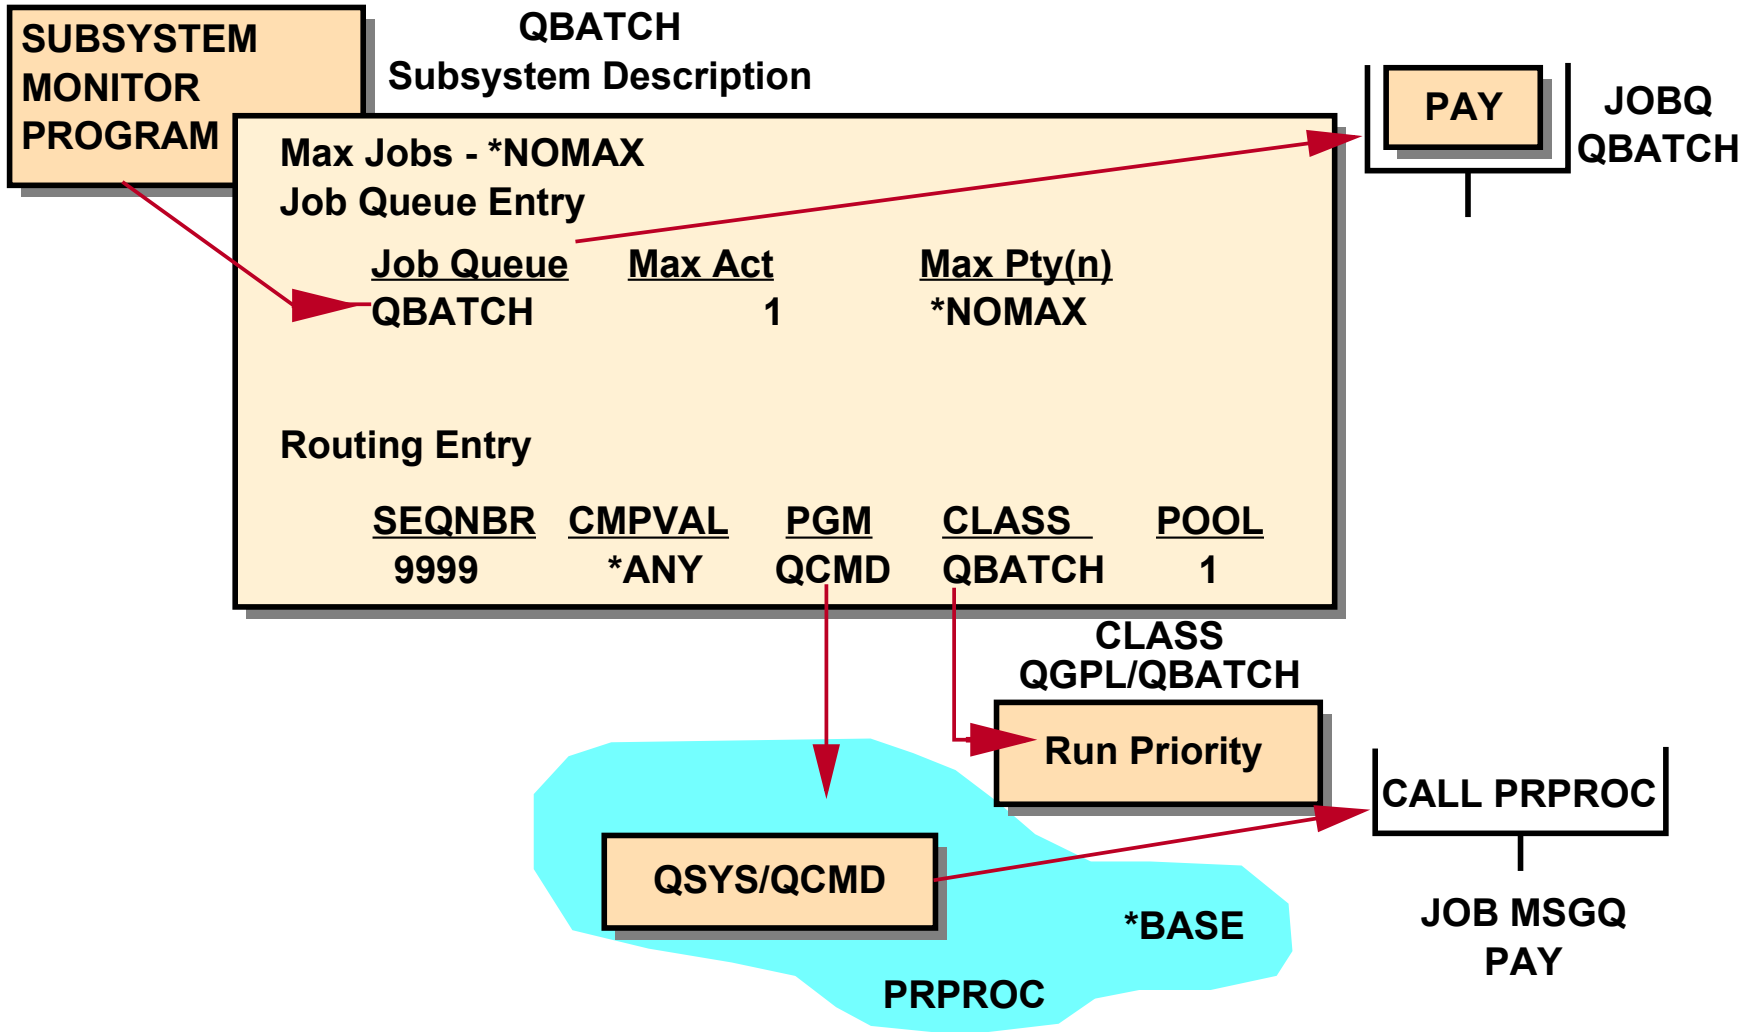 SUBSYSTEM
MONITOR
PROGRAM
QBATCH
Subsystem Description
PAY
JOBQ
QBATCH
Max Jobs - *NOMAX
Job Queue Entry
Job Queue Max Act Max Pty(n)
QBATCH 1 *NOMAX
Routing Entry
SEQNBR CMPVAL PGM CLASS POOL
9999 *ANY QCMD QBATCH 1
CLASS
QGPL/QBATCH
Run Priority
CALL PRPROC
QSYS/QCMD
*BASE
PRPROC
JOB MSGQ
PAY